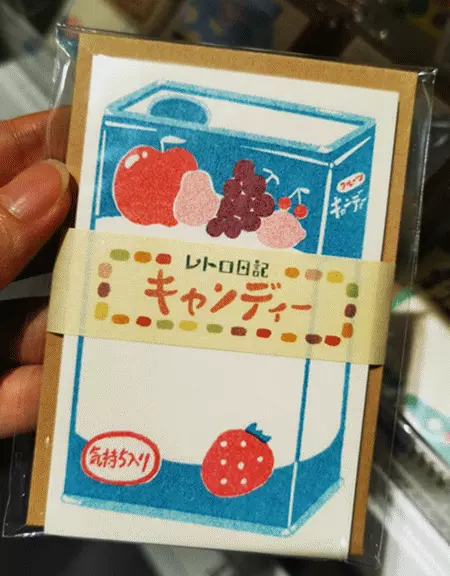 フルーツ
キャンディ
レトロ日記
キャンディー
気持ち入り